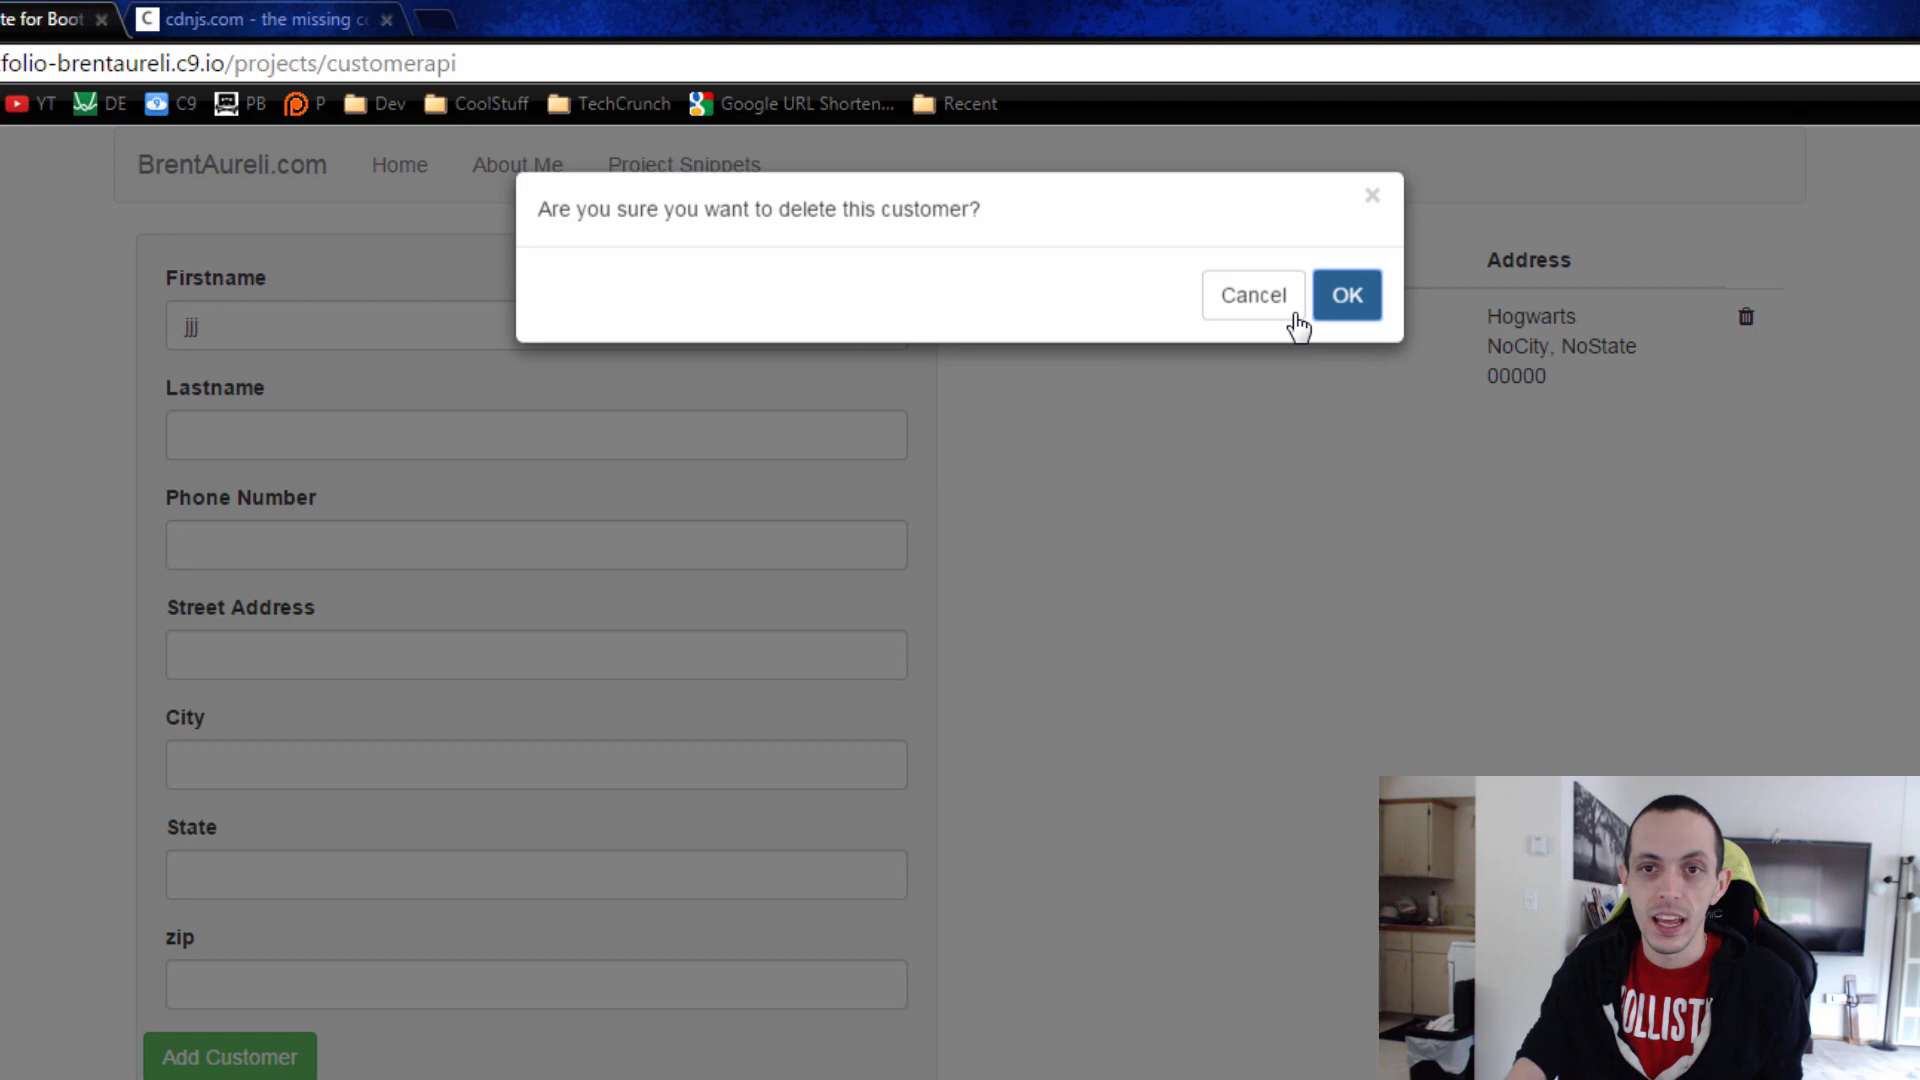 te for Boot
C cdnjs.com - the missing c
folio-brentaureli.c9.io/projects/customerapi
YT DE C9 PB P Dev CoolStuff TechCrunch Google URL Shorten... Recent
BrentAureli.com Home About Me Project Snippets
Are you sure you want to delete this customer?
×
Cancel OK
Firstname
jjj
Lastname
Phone Number
Street Address
City
State
zip
Add Customer
Address
Hogwarts
NoCity, NoState
00000
OLLIST